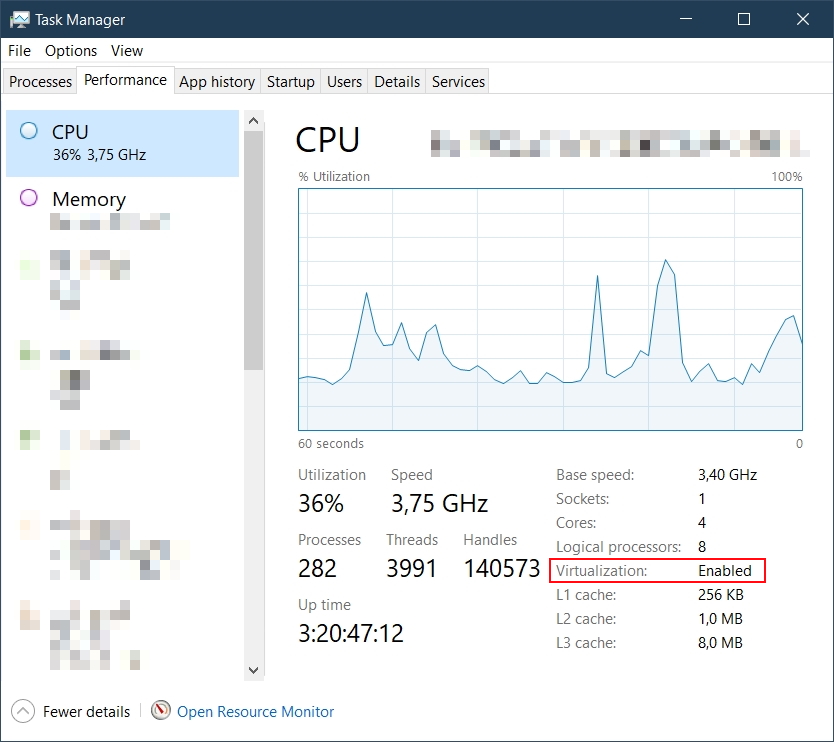 Task Manager
File Options View
Processes Performance App history Startup Users Details Services
CPU
36% 3,75 GHz
Memory
CPU
% Utilization 100%
60 seconds 0
Utilization Speed
36% 3,75 GHz
Processes Threads Handles
282 3991 140573
Up time
3:20:47:12
Base speed: 3,40 GHz
Sockets: 1
Cores: 4
Logical processors: 8
Virtualization: Enabled
L1 cache: 256 KB
L2 cache: 1,0 MB
L3 cache: 8,0 MB
Fewer details Open Resource Monitor